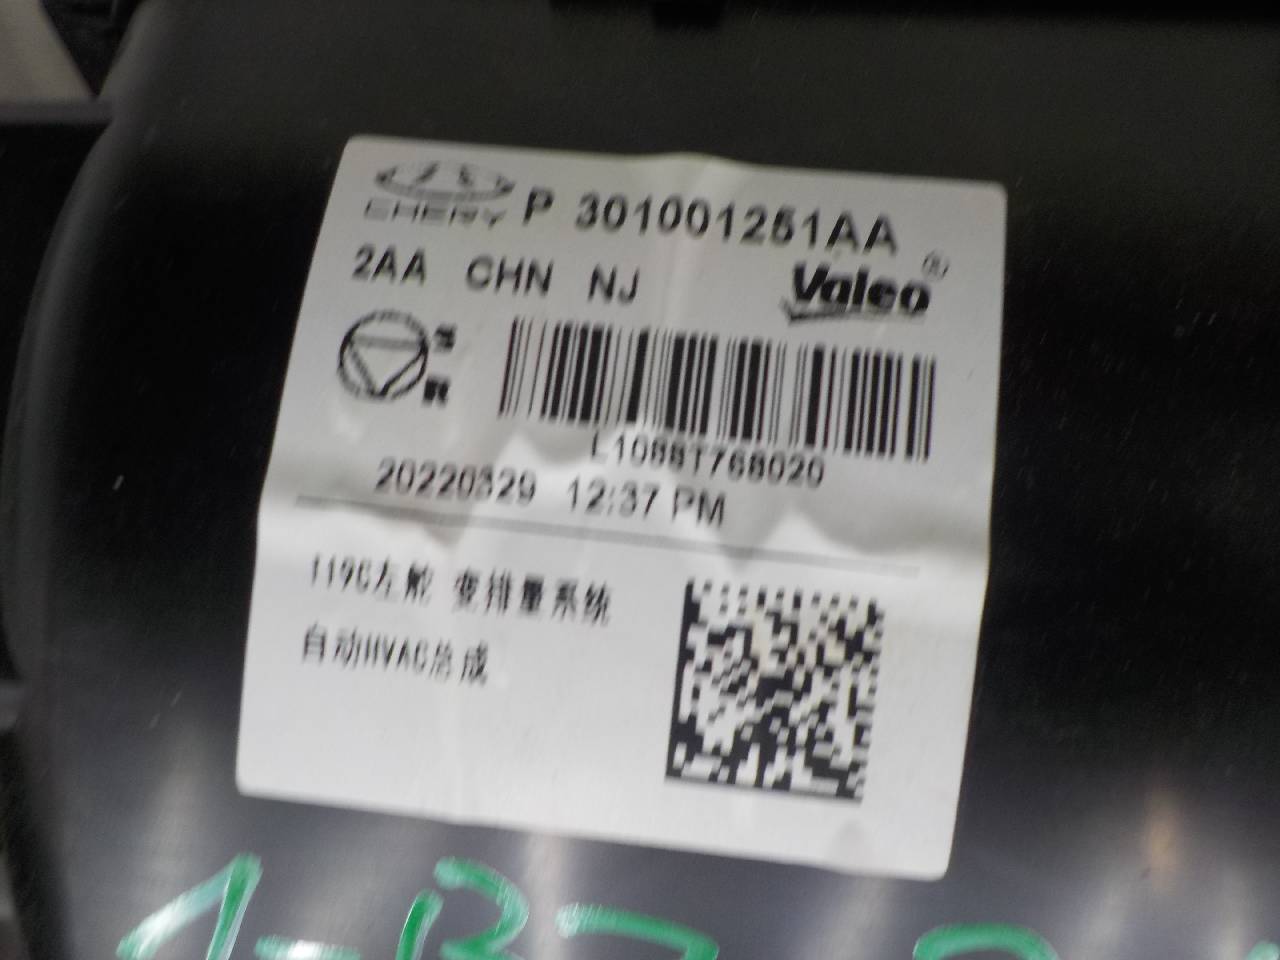 CHERY P 301001251AA
2AA CHN NJ Valeo®
L1088T768020
20220329 12:37 PM
119C左舵 变排量系统
自动HVAC总成